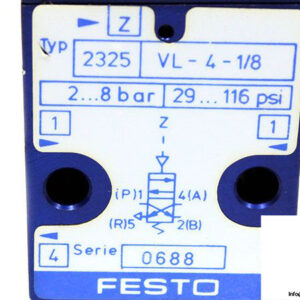 Z
Typ 2325 VL-4-1/8
2...8 bar 29...116 psi
1 Z 1
(P)1 4(A)
(R)5 2(B)
4 Serie 0688
FESTO